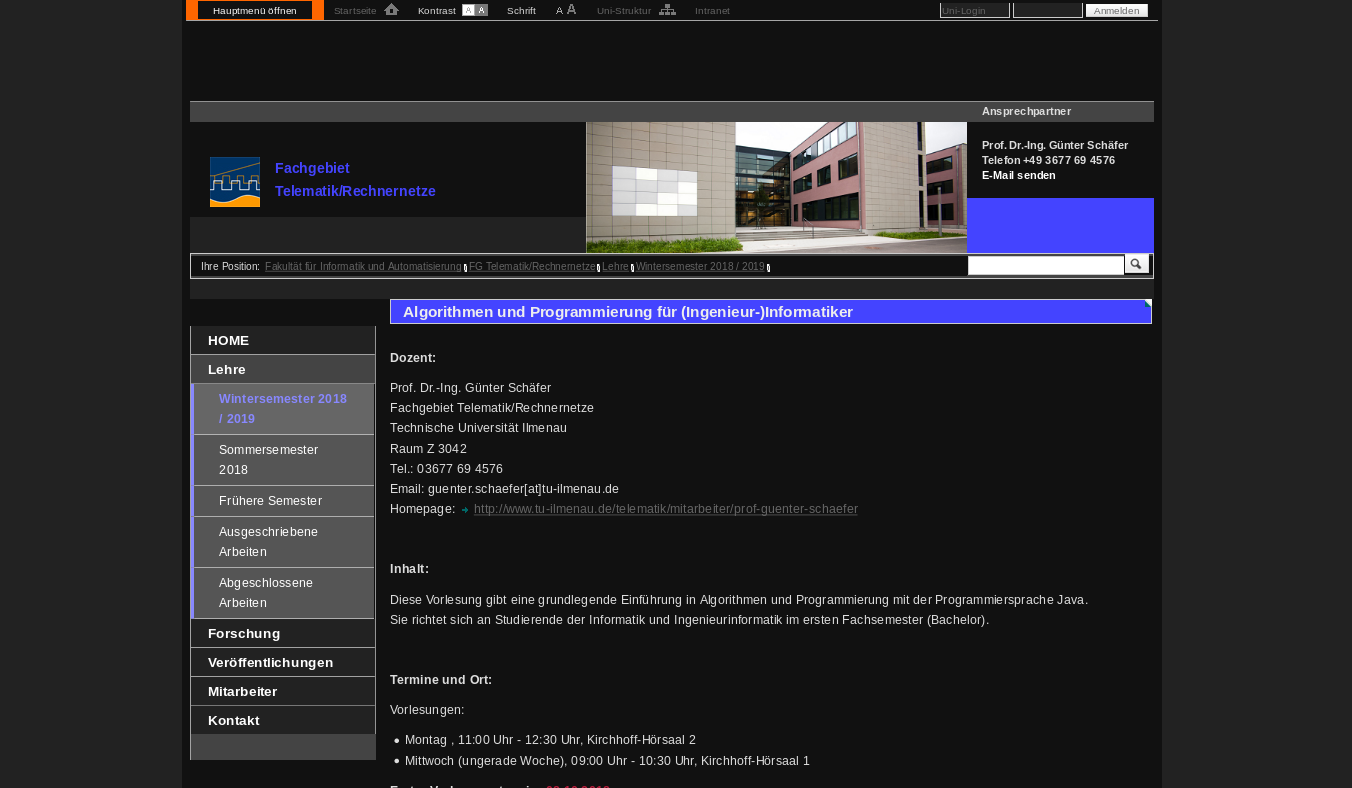 Hauptmenü öffnen
Startseite
Kontrast
A A
Schrift
A A
Uni-Struktur
Intranet
Uni-Login
Anmelden
Ansprechpartner
Fachgebiet
Telematik/Rechnernetze
Prof. Dr.-Ing. Günter Schäfer
Telefon +49 3677 69 4576
E-Mail senden
Ihre Position: Fakultät für Informatik und Automatisierung FG Telematik/Rechnernetze Lehre Wintersemester 2018 / 2019
HOME
Lehre
Wintersemester 2018
/ 2019
Sommersemester
2018
Frühere Semester
Ausgeschriebene
Arbeiten
Abgeschlossene
Arbeiten
Forschung
Veröffentlichungen
Mitarbeiter
Kontakt
Algorithmen und Programmierung für (Ingenieur-)Informatiker
Dozent:
Prof. Dr.-Ing. Günter Schäfer
Fachgebiet Telematik/Rechnernetze
Technische Universität Ilmenau
Raum Z 3042
Tel.: 03677 69 4576
Email: guenter.schaefer[at]tu-ilmenau.de
Homepage: http://www.tu-ilmenau.de/telematik/mitarbeiter/prof-guenter-schaefer
Inhalt:
Diese Vorlesung gibt eine grundlegende Einführung in Algorithmen und Programmierung mit der Programmiersprache Java.
Sie richtet sich an Studierende der Informatik und Ingenieurinformatik im ersten Fachsemester (Bachelor).
Termine und Ort:
Vorlesungen:
Montag , 11:00 Uhr - 12:30 Uhr, Kirchhoff-Hörsaal 2
Mittwoch (ungerade Woche), 09:00 Uhr - 10:30 Uhr, Kirchhoff-Hörsaal 1